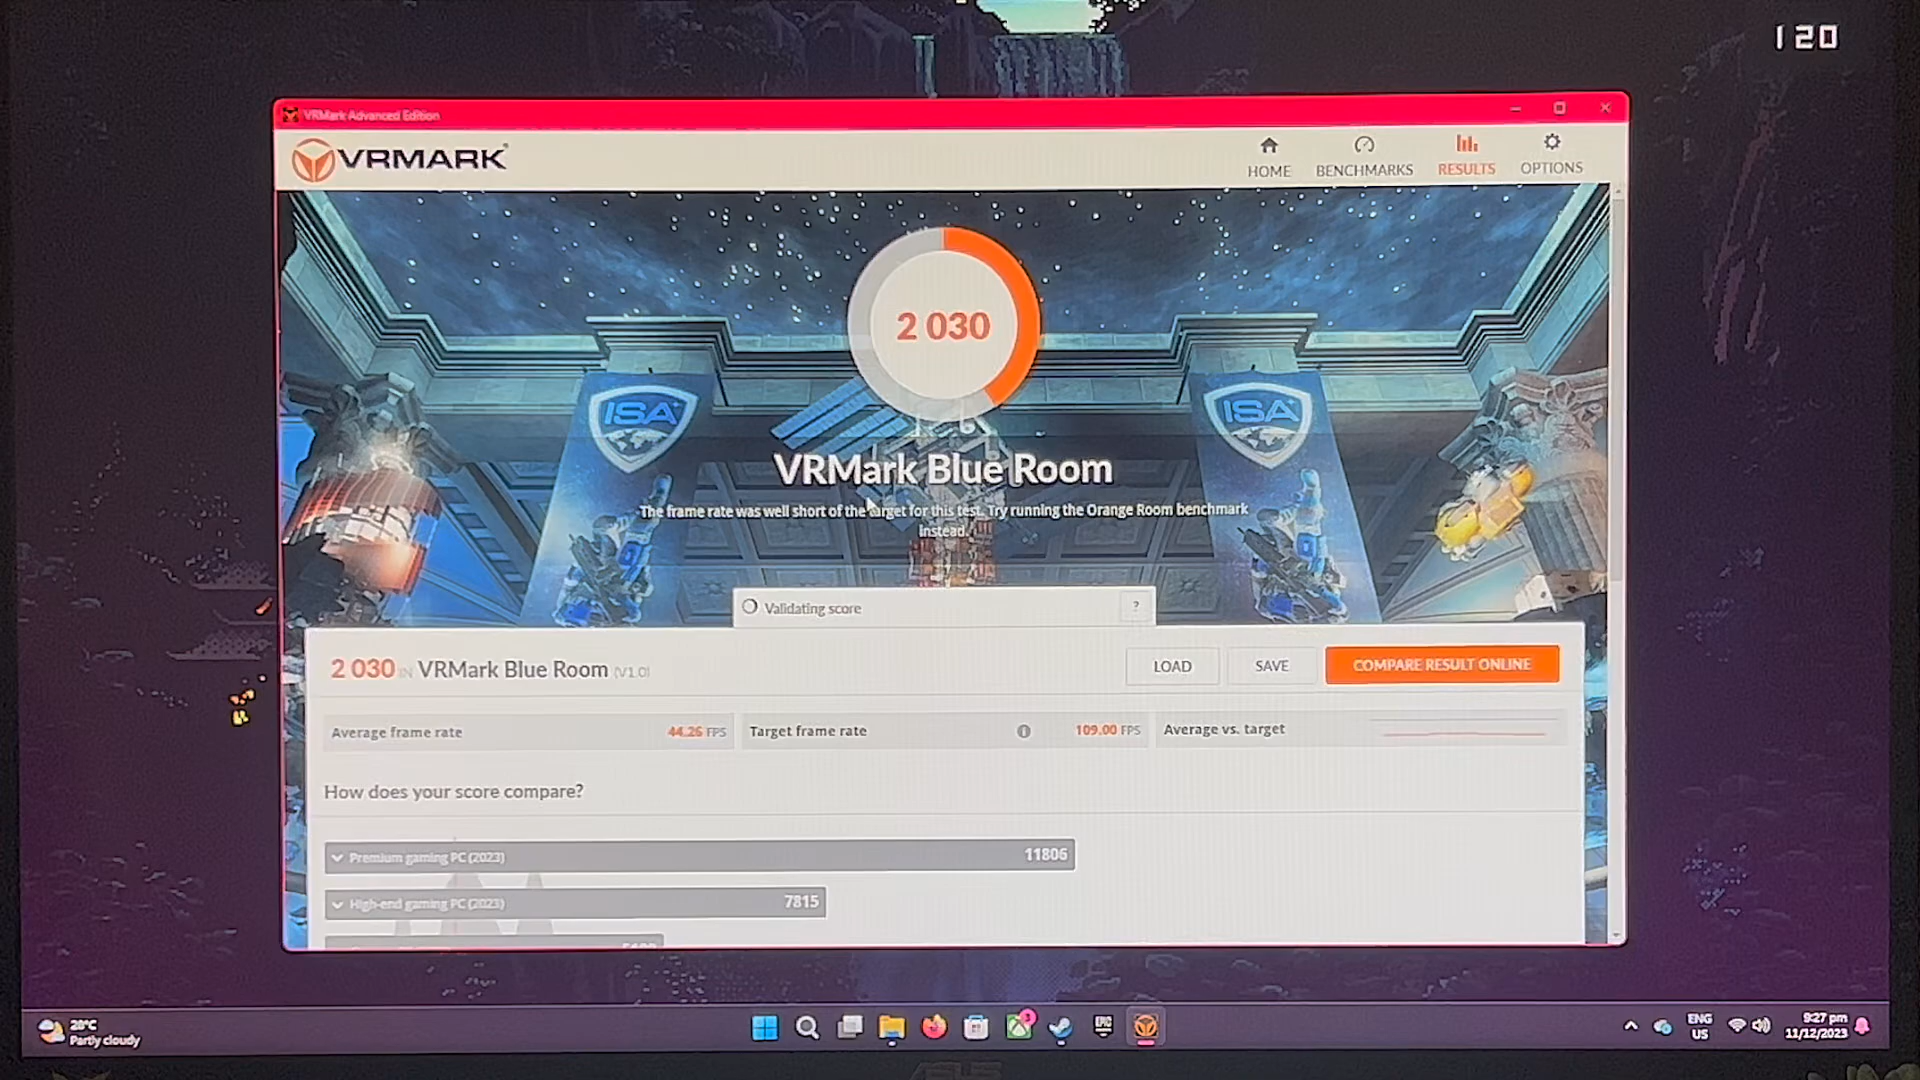 120
VRMark Advanced Edition
VRMARK
HOME
BENCHMARKS
RESULTS
OPTIONS
2 030
ISA
ISA
VRMark Blue Room
The frame rate was well short of the target for this test. Try running the Orange Room benchmark
instead.
Validating score
?
2 030 IN VRMark Blue Room (V1.0)
LOAD
SAVE
COMPARE RESULT ONLINE
Average frame rate
44.26 FPS
Target frame rate
109.00 FPS
Average vs. target
How does your score compare?
Premium gaming PC (2023)
11806
High-end gaming PC (2023)
7815
28°C
Partly cloudy
3
EPIC
ENG
US
9:27 pm
11/12/2023